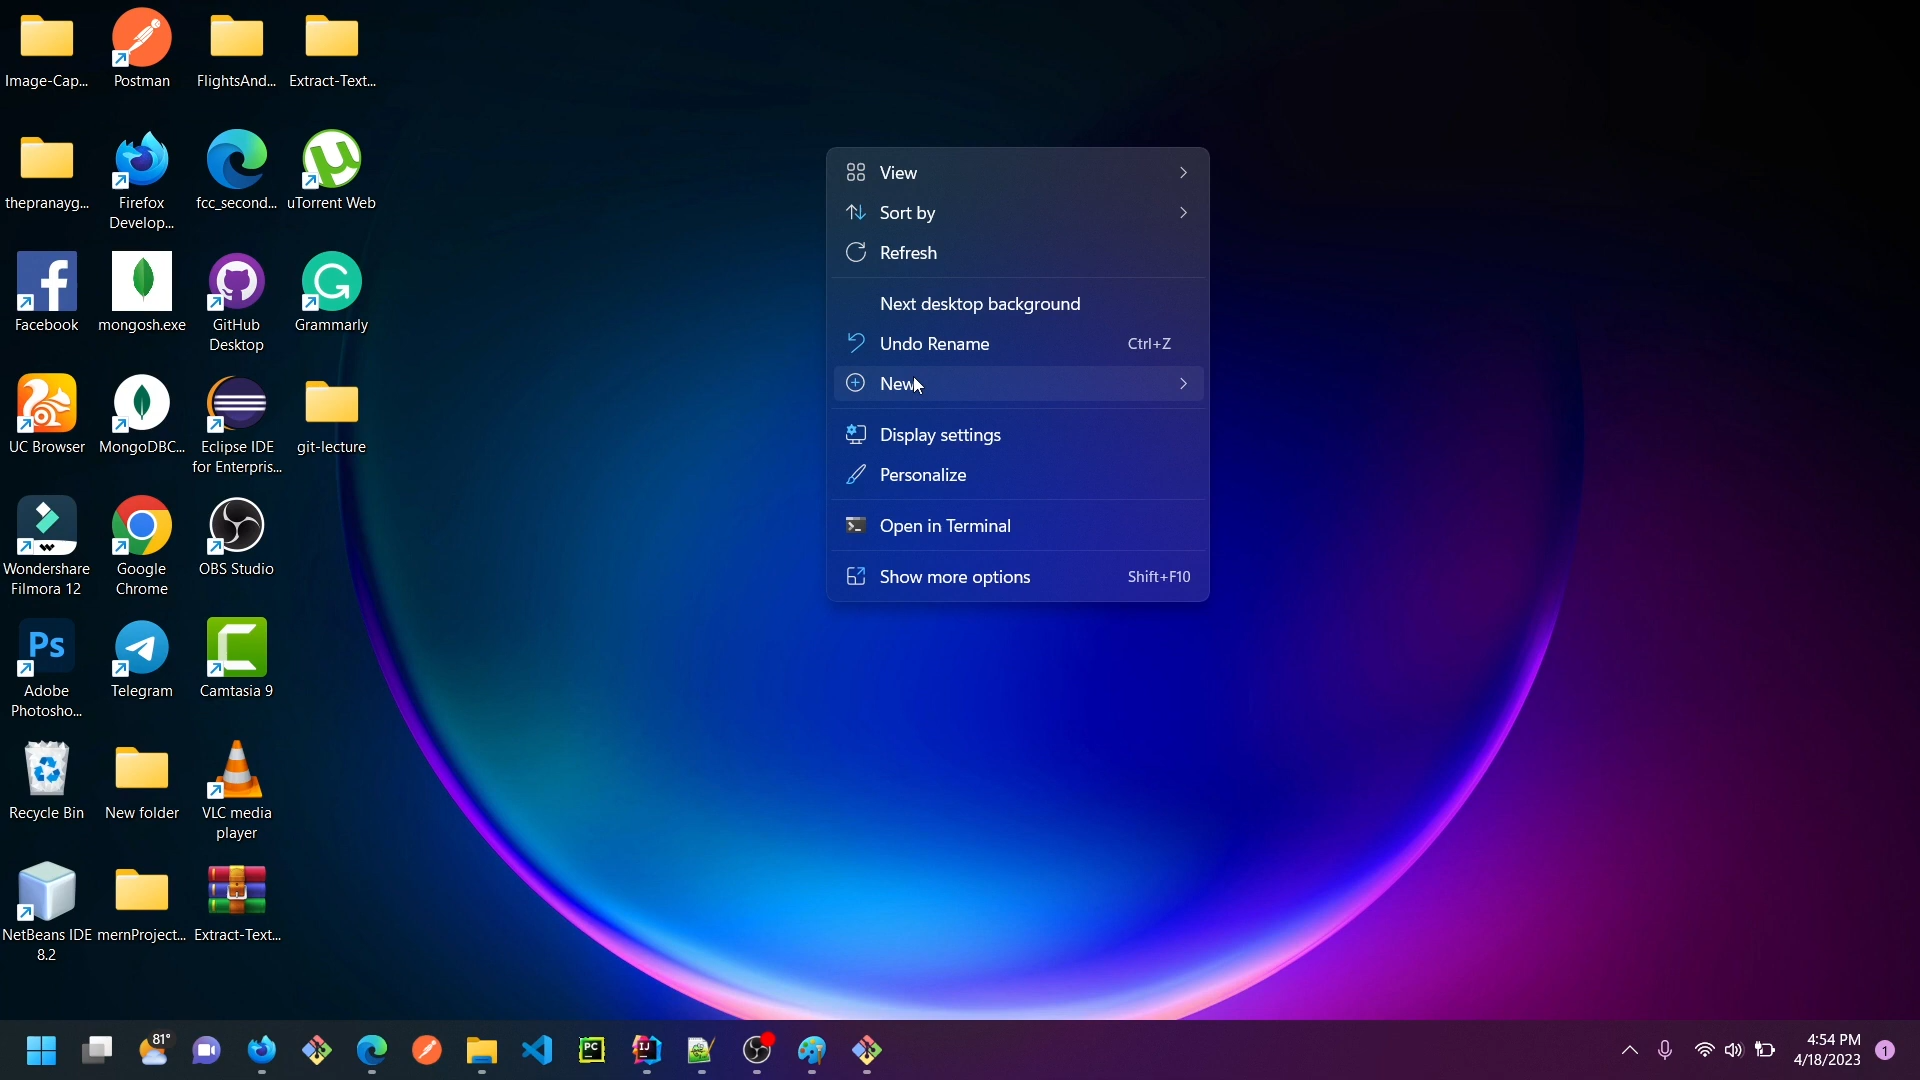 Image-Cap...
Postman
FlightsAnd...
Extract-Text...
thepranayg...
Firefox
Develop...
fcc_second...
uTorrent Web
Facebook
mongosh.exe
GitHub
Desktop
Grammarly
UC Browser
MongoDBC...
Eclipse IDE
for Enterpris...
git-lecture
Wondershare
Filmora 12
Google
Chrome
OBS Studio
Ps
Adobe
Photosho...
Telegram
Camtasia 9
Recycle Bin
New folder
VLC media
player
NetBeans IDE
8.2
mernProject...
Extract-Text...
View
Sort by
Refresh
Next desktop background
Undo Rename Ctrl+Z
New
Display settings
Personalize
Open in Terminal
Show more options Shift+F10
81°
PC
IJ
4:54 PM
4/18/2023
1